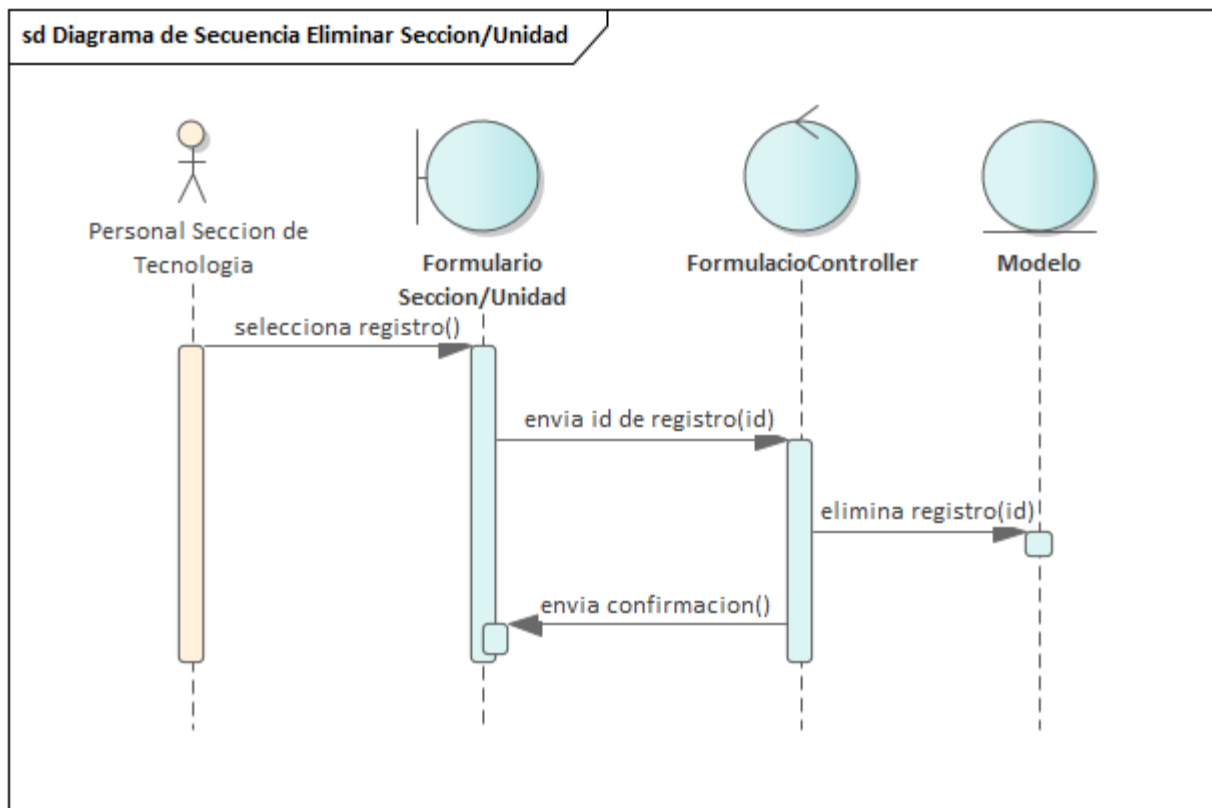 sd Diagrama de Secuencia Eliminar Seccion/Unidad
Personal Seccion de
Tecnologia
Formulario
Seccion/Unidad
FormulacioController
Modelo
selecciona registro()
envia id de registro(id)
elimina registro(id)
envia confirmacion()